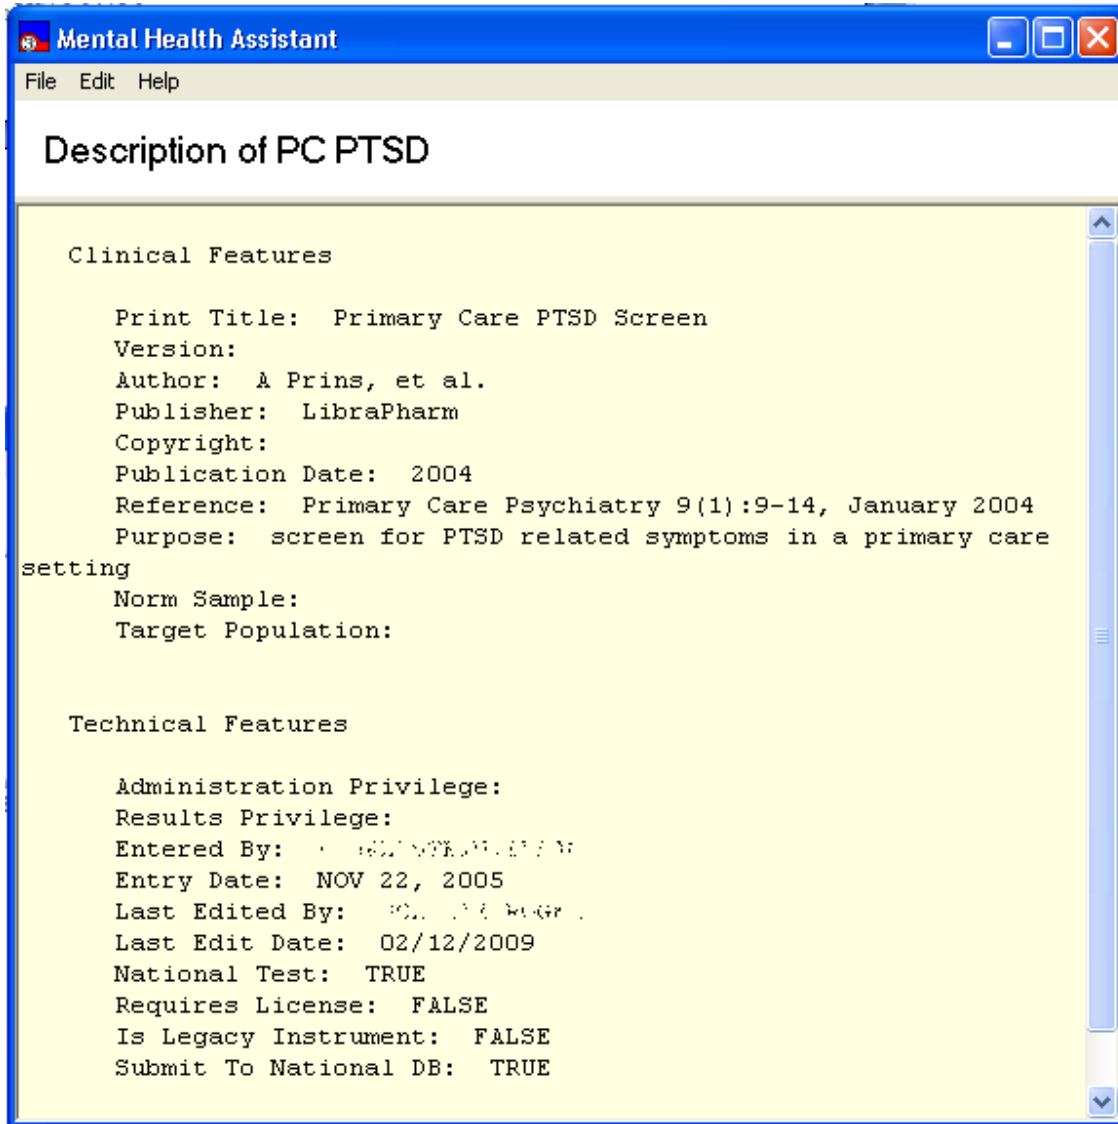 Mental Health Assistant
File Edit Help
Description of PC PTSD
Clinical Features
Print Title: Primary Care PTSD Screen
Version:
Author: A Prins, et al.
Publisher: LibraPharm
Copyright:
Publication Date: 2004
Reference: Primary Care Psychiatry 9(1):9-14, January 2004
Purpose: screen for PTSD related symptoms in a primary care
setting
Norm Sample:
Target Population:
Technical Features
Administration Privilege:
Results Privilege:
Entered By:
Entry Date: NOV 22, 2005
Last Edited By:
Last Edit Date: 02/12/2009
National Test: TRUE
Requires License: FALSE
Is Legacy Instrument: FALSE
Submit To National DB: TRUE